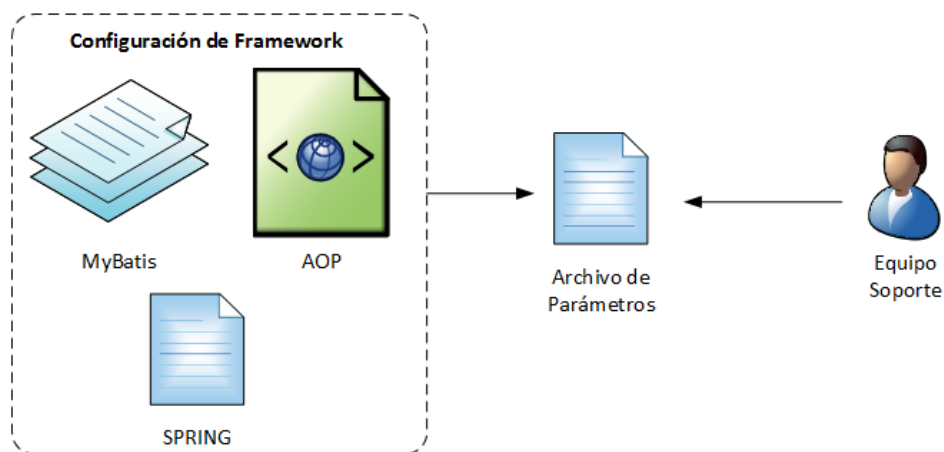 Configuración de Framework
MyBatis
AOP
SPRING
Archivo de
Parámetros
Equipo
Soporte